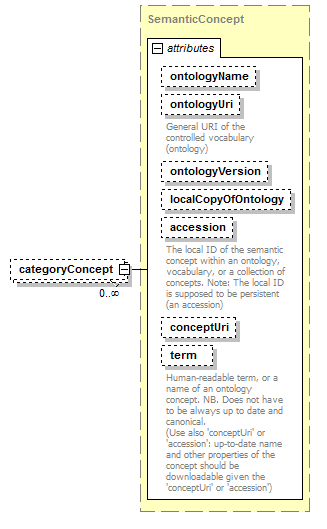 SemanticConcept
attributes
ontologyName
ontologyUri
General URI of the
controlled vocabulary
(ontology)
ontologyVersion
localCopyOfOntology
accession
The local ID of the semantic
concept within an ontology,
vocabulary, or a collection of
concepts. Note: The local ID
is supposed to be persistent
(an accession)
categoryConcept
0..∞
conceptUri
term
Human-readable term, or a
name of an ontology
concept. NB. Does not have
to be always up to date and
canonical.
(Use also 'conceptUri' or
'accession': up-to-date name
and other properties of the
concept should be
downloadable given the
'conceptUri' or 'accession')